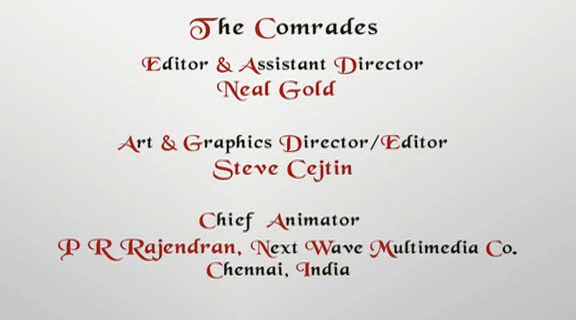 The Comrades
Editor & Assistant Director
Neal Gold
Art & Graphics Director/Editor
Steve Cejtin
Chief Animator
P R Rajendran, Next Wave Multimedia Co.
Chennai, India